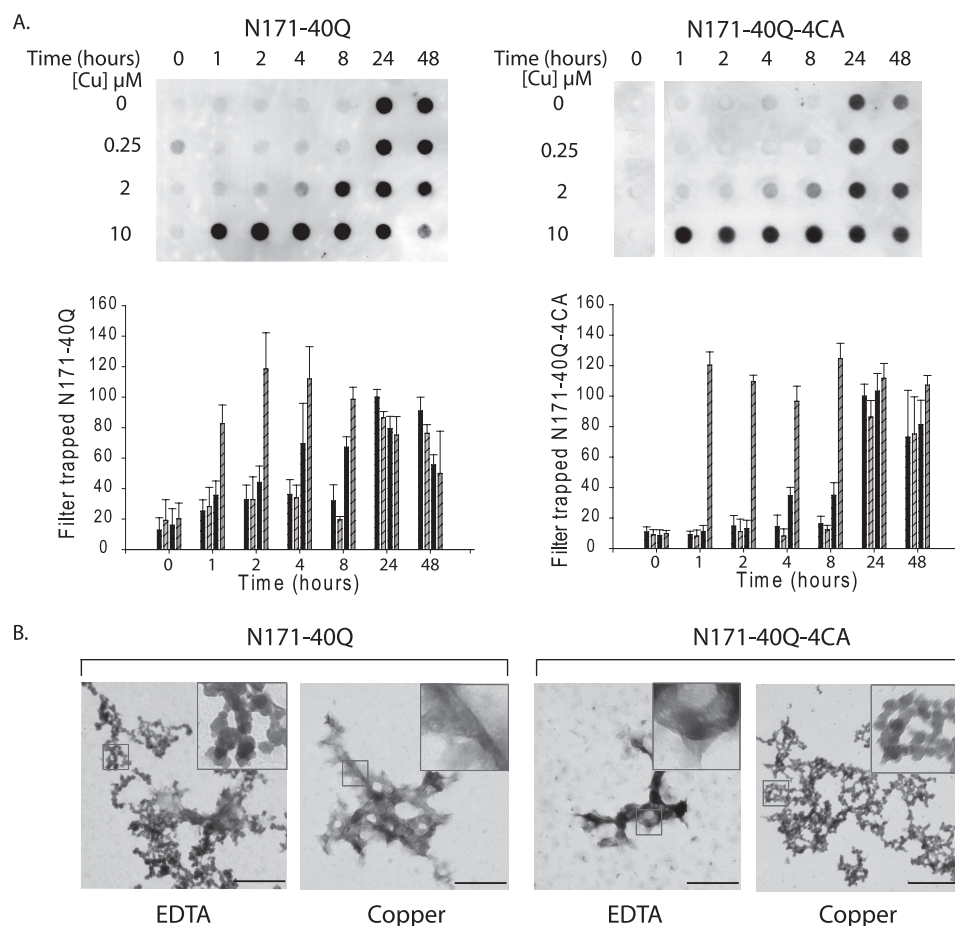 A.
N171-40Q
N171-40Q-4CA
Time (hours) 0 1 2 4 8 24 48
[Cu] µM
0
0.25
2
10
Time (hours) 0 1 2 4 8 24 48
[Cu] µM
0
0.25
2
10
Filter trapped N171-40Q
160
140
120
100
80
60
40
20
0
0 1 2 4 8 24 48
Time (hours)
Filter trapped N171-40Q-4CA
160
140
120
100
80
60
40
20
0
0 1 2 4 8 24 48
Time (hours)
B.
N171-40Q
N171-40Q-4CA
EDTA
Copper
EDTA
Copper